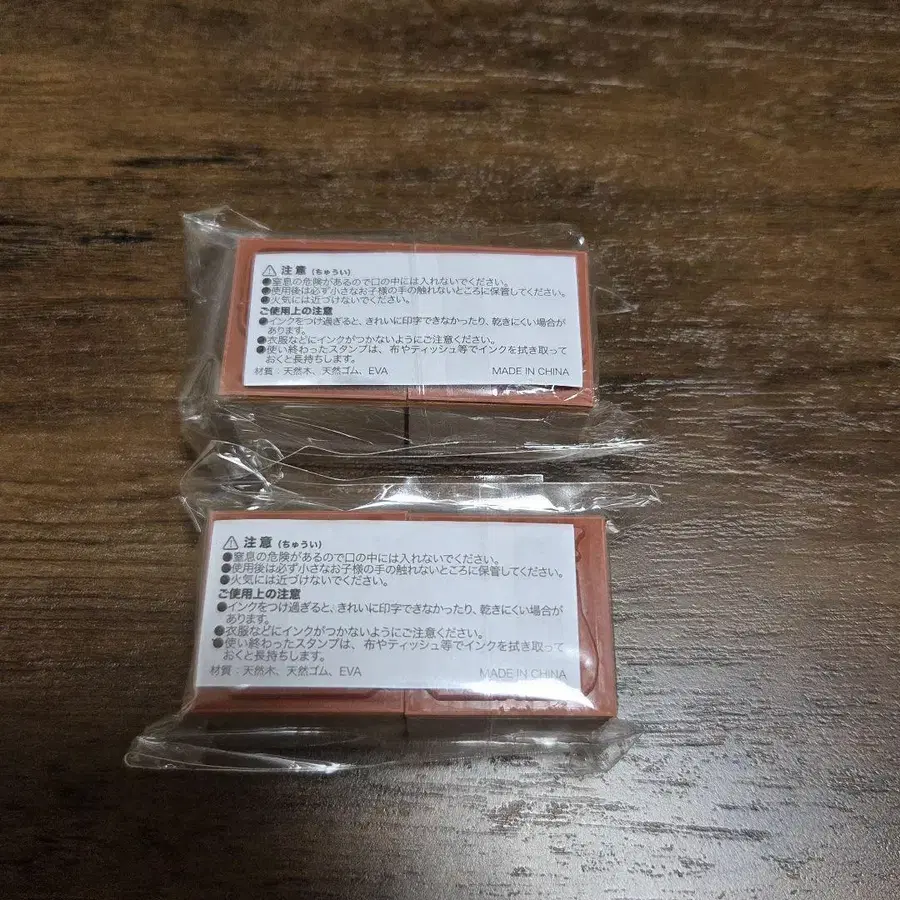 ⚠ 注意 (ちゅうい)
●窒息の危険があるので口の中には入れないでください。
●使用後は必ず小さなお子様の手の触れないところに保管してください。
●火気には近づけないでください。
ご使用上の注意
●インクをつけ過ぎると、きれいに印字できなかったり、乾きにくい場合が
あります。
●衣服などにインクがつかないようにご注意ください。
●使い終わったスタンプは、布やティッシュ等でインクを拭き取って
おくと長持ちします。
材質:天然木、天然ゴム、EVA MADE IN CHINA
⚠ 注意 (ちゅうい)
●窒息の危険があるので口の中には入れないでください。
●使用後は必ず小さなお子様の手の触れないところに保管してください。
●火気には近づけないでください。
ご使用上の注意
●インクをつけ過ぎると、きれいに印字できなかったり、乾きにくい場合が
あります。
●衣服などにインクがつかないようにご注意ください。
●使い終わったスタンプは、布やティッシュ等でインクを拭き取って
おくと長持ちします。
材質:天然木、天然ゴム、EVA MADE IN CHINA